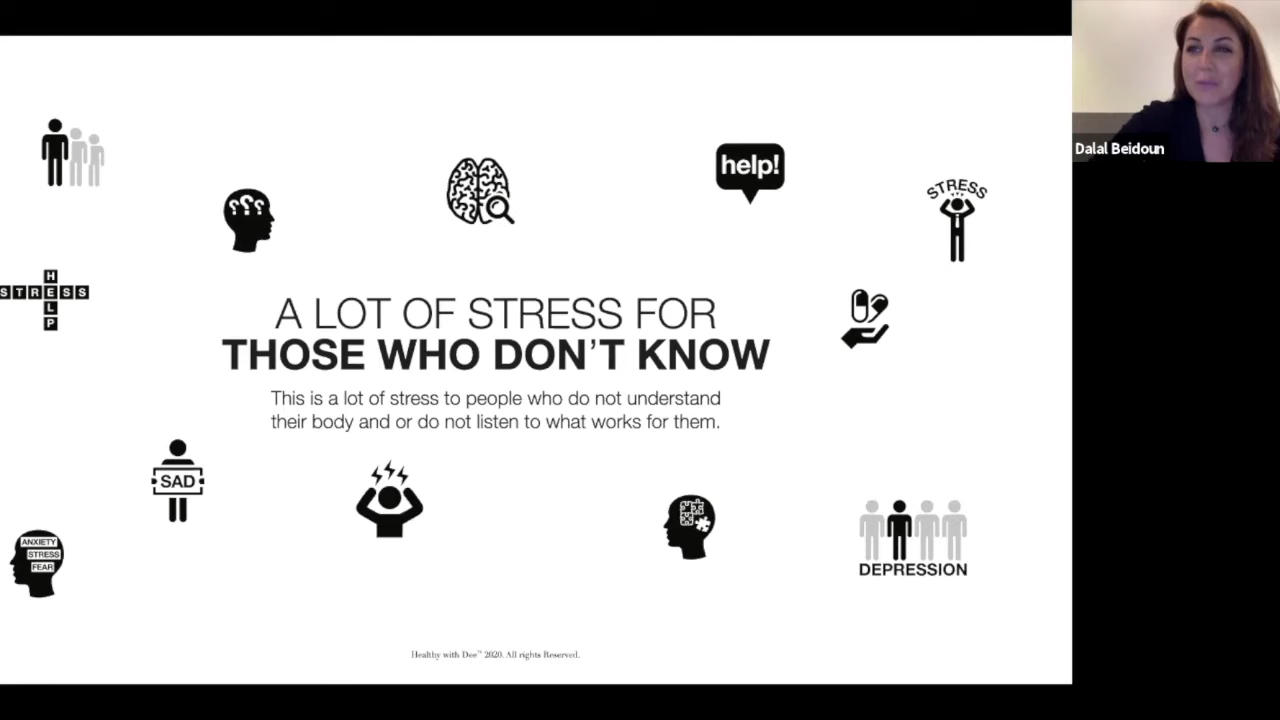 Dalal Beidoun
help!
STRESS
H
STRESS
L
P
A LOT OF STRESS FOR
THOSE WHO DON'T KNOW
This is a lot of stress to people who do not understand
their body and or do not listen to what works for them.
SAD
ANXIETY
STRESS
FEAR
DEPRESSION
???
Healthy with Dee™ 2020. All rights Reserved.